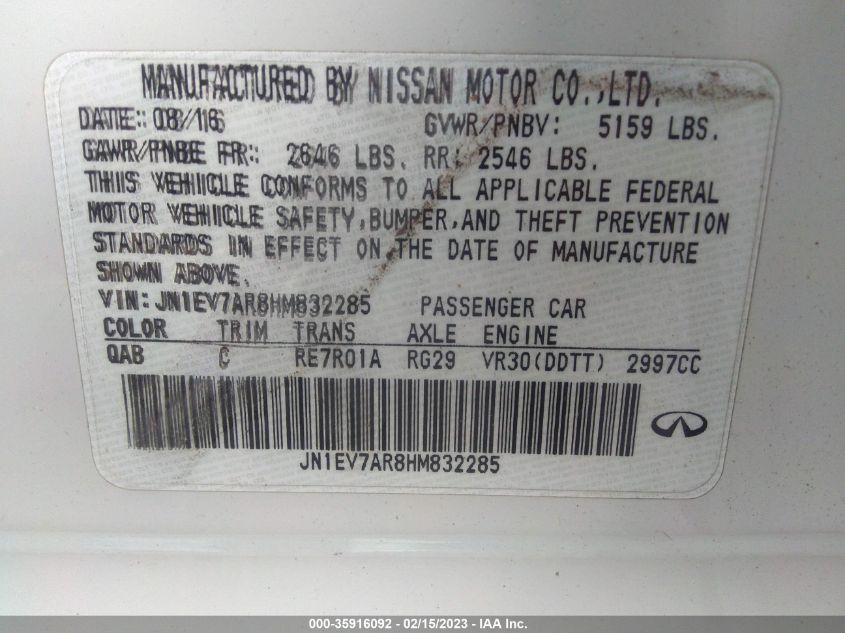 MANUFACTURED BY NISSAN MOTOR CO.,LTD.
DATE: 08/16 GVWR/PNBV: 5159 LBS.
GAWR/PNBE FR: 2646 LBS. RR: 2546 LBS.
THIS VEHICLE CONFORMS TO ALL APPLICABLE FEDERAL
MOTOR VEHICLE SAFETY, BUMPER, AND THEFT PREVENTION
STANDARDS IN EFFECT ON THE DATE OF MANUFACTURE
SHOWN ABOVE.
VIN: JN1EV7AR8HM832285 PASSENGER CAR
COLOR TRIM TRANS AXLE ENGINE
QAB C RE7R01A RG29 VR30(DDTT) 2997CC
JN1EV7AR8HM832285
000-35916092 - 02/15/2023 - IAA Inc.